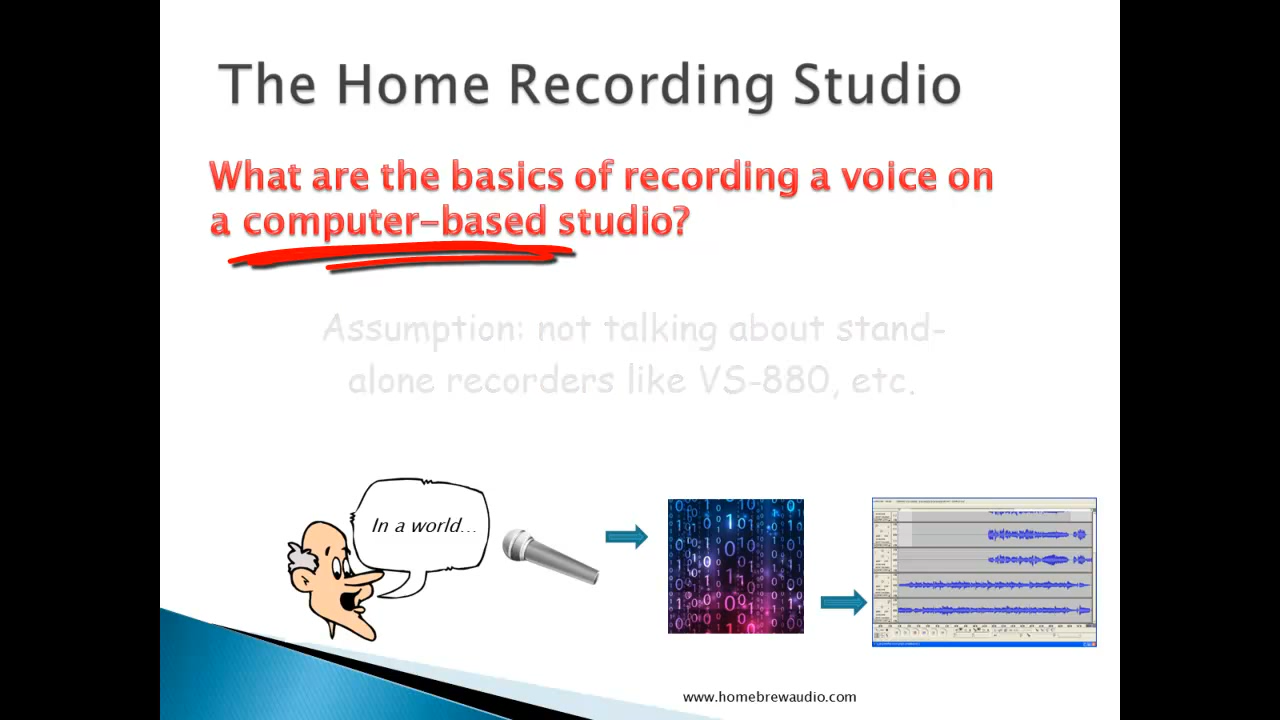 The Home Recording Studio
What are the basics of recording a voice on
a computer-based studio?
Assumption: not talking about stand-
alone recorders like VS-880, etc.
In a world...
www.homebrewaudio.com